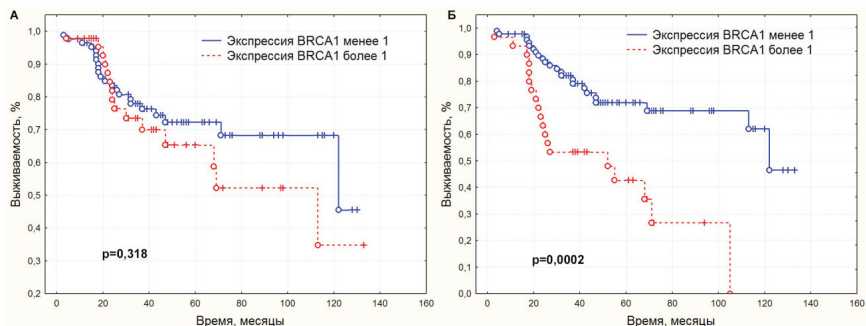 А
Экспрессия BRCA1 менее 1
Экспрессия BRCA1 более 1
Выживаемость, %
1,1
1,0
0,9
0,8
0,7
0,6
0,5
0,4
0,3
0,2
p=0,318
0 20 40 60 80 100 120 140 160
Время, месяцы
Б
Экспрессия BRCA1 менее 1
Экспрессия BRCA1 более 1
Выживаемость, %
1,1
1,0
0,9
0,8
0,7
0,6
0,5
0,4
0,3
0,2
0,1
0,0
p=0,0002
0 20 40 60 80 100 120 140 160
Время, месяцы